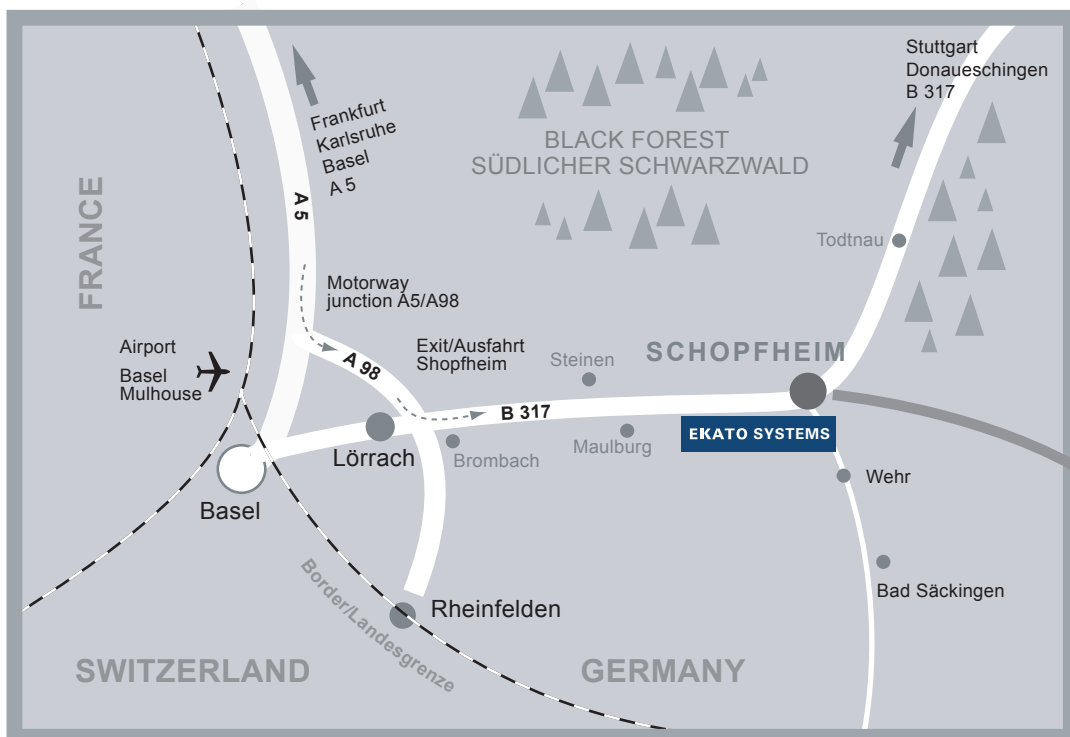 Stuttgart
Donaueschingen
B 317
Frankfurt
Karlsruhe
Basel
A 5
BLACK FOREST
SÜDLICHER SCHWARZWALD
FRANCE
A 5
Todtnau
Motorway
junction A5/A98
Airport
Basel
Mulhouse
A 98
Exit/Ausfahrt
Shopfheim
Steinen
SCHOPFHEIM
B 317
EKATO SYSTEMS
Lörrach
Brombach
Maulburg
Wehr
Basel
Bad Säckingen
Border/Landesgrenze
Rheinfelden
SWITZERLAND
GERMANY